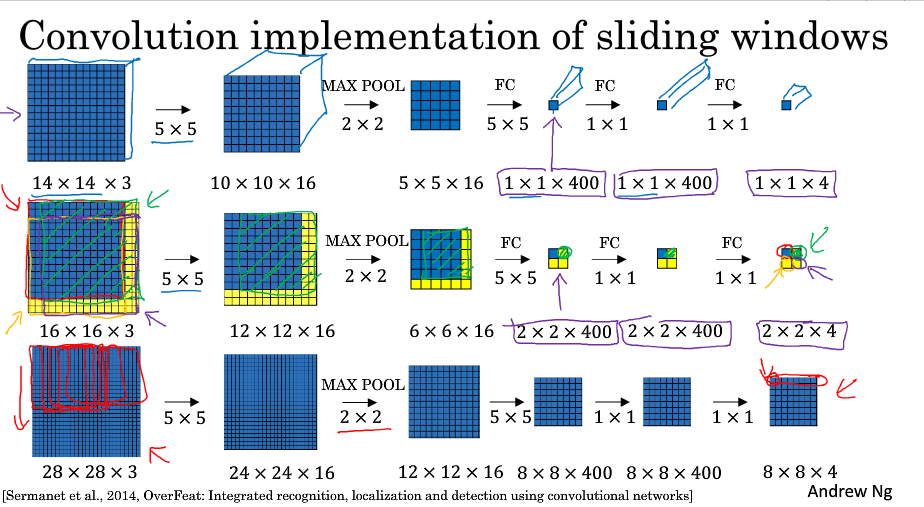 Convolution implementation of sliding windows
MAX POOL FC FC FC
5 × 5 2 × 2 5 × 5 1 × 1 1 × 1
14 × 14 × 3 10 × 10 × 16 5 × 5 × 16 1 × 1 × 400 1 × 1 × 400 1 × 1 × 4
MAX POOL FC FC FC
5 × 5 2 × 2 5 × 5 1 × 1 1 × 1
16 × 16 × 3 12 × 12 × 16 6 × 6 × 16 2 × 2 × 400 2 × 2 × 400 2 × 2 × 4
MAX POOL
5 × 5 2 × 2 5 × 5 1 × 1 1 × 1
28 × 28 × 3 24 × 24 × 16 12 × 12 × 16 8 × 8 × 400 8 × 8 × 400 8 × 8 × 4
[Sermanet et al., 2014, OverFeat: Integrated recognition, localization and detection using convolutional networks] Andrew Ng